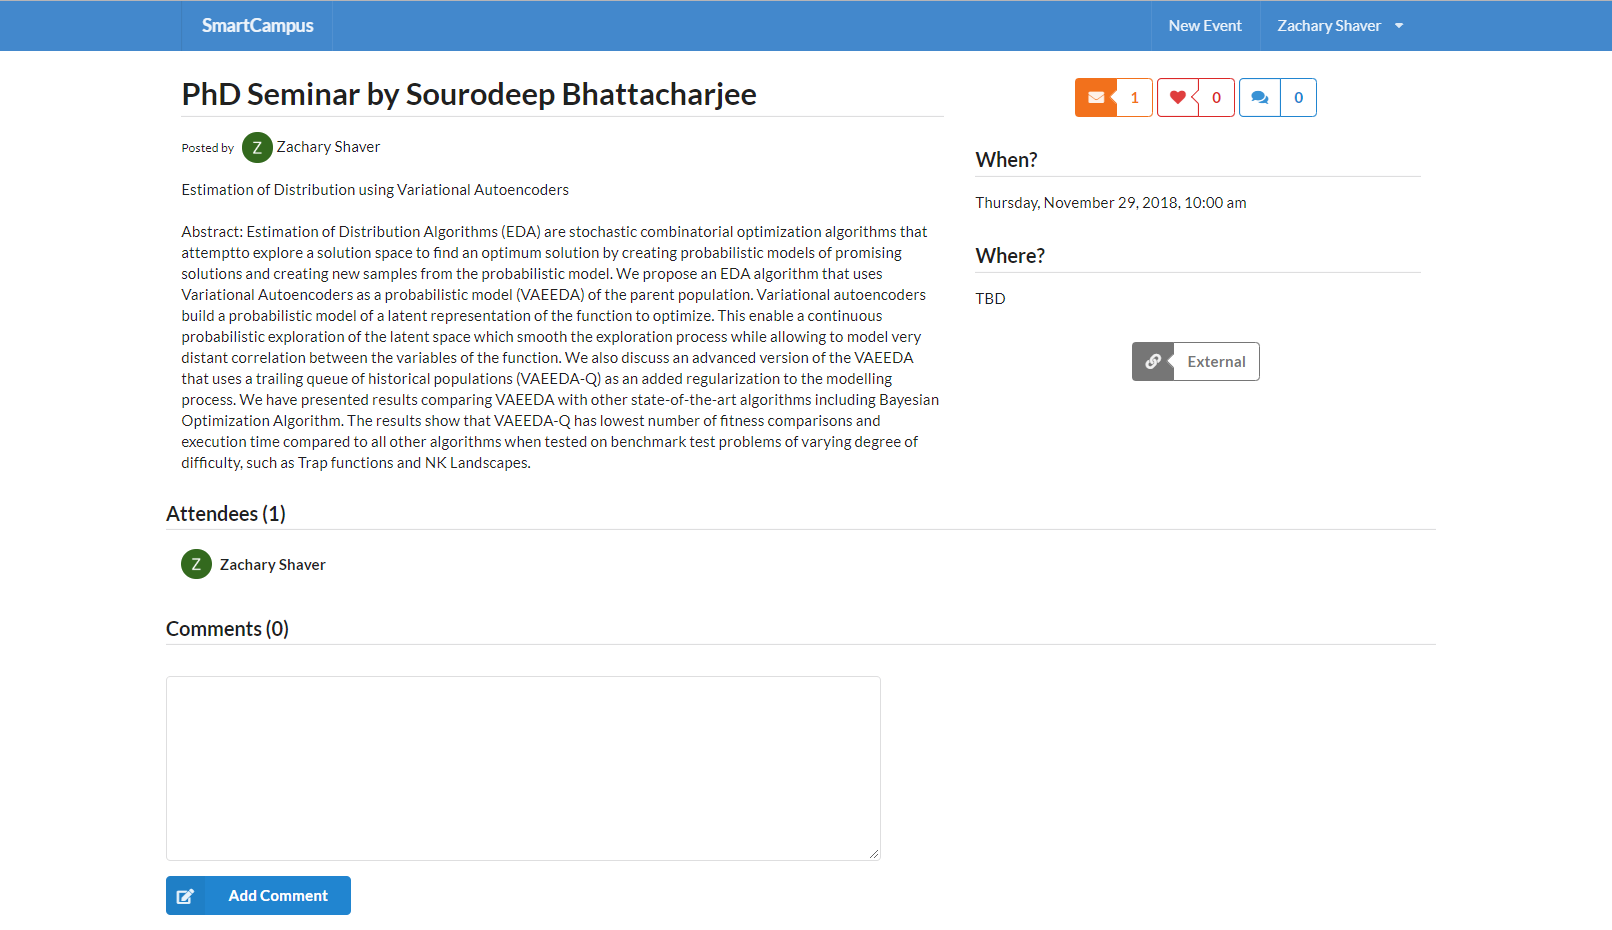 SmartCampus
New Event
Zachary Shaver
PhD Seminar by Sourodeep Bhattacharjee
1
0
0
Posted by
Z
Zachary Shaver
Estimation of Distribution using Variational Autoencoders
Abstract: Estimation of Distribution Algorithms (EDA) are stochastic combinatorial optimization algorithms that
attemptto explore a solution space to find an optimum solution by creating probabilistic models of promising
solutions and creating new samples from the probabilistic model. We propose an EDA algorithm that uses
Variational Autoencoders as a probabilistic model (VAEEDA) of the parent population. Variational autoencoders
build a probabilistic model of a latent representation of the function to optimize. This enable a continuous
probabilistic exploration of the latent space which smooth the exploration process while allowing to model very
distant correlation between the variables of the function. We also discuss an advanced version of the VAEEDA
that uses a trailing queue of historical populations (VAEEDA-Q) as an added regularization to the modelling
process. We have presented results comparing VAEEDA with other state-of-the-art algorithms including Bayesian
Optimization Algorithm. The results show that VAEEDA-Q has lowest number of fitness comparisons and
execution time compared to all other algorithms when tested on benchmark test problems of varying degree of
difficulty, such as Trap functions and NK Landscapes.
When?
Thursday, November 29, 2018, 10:00 am
Where?
TBD
External
Attendees (1)
Z
Zachary Shaver
Comments (0)
Add Comment